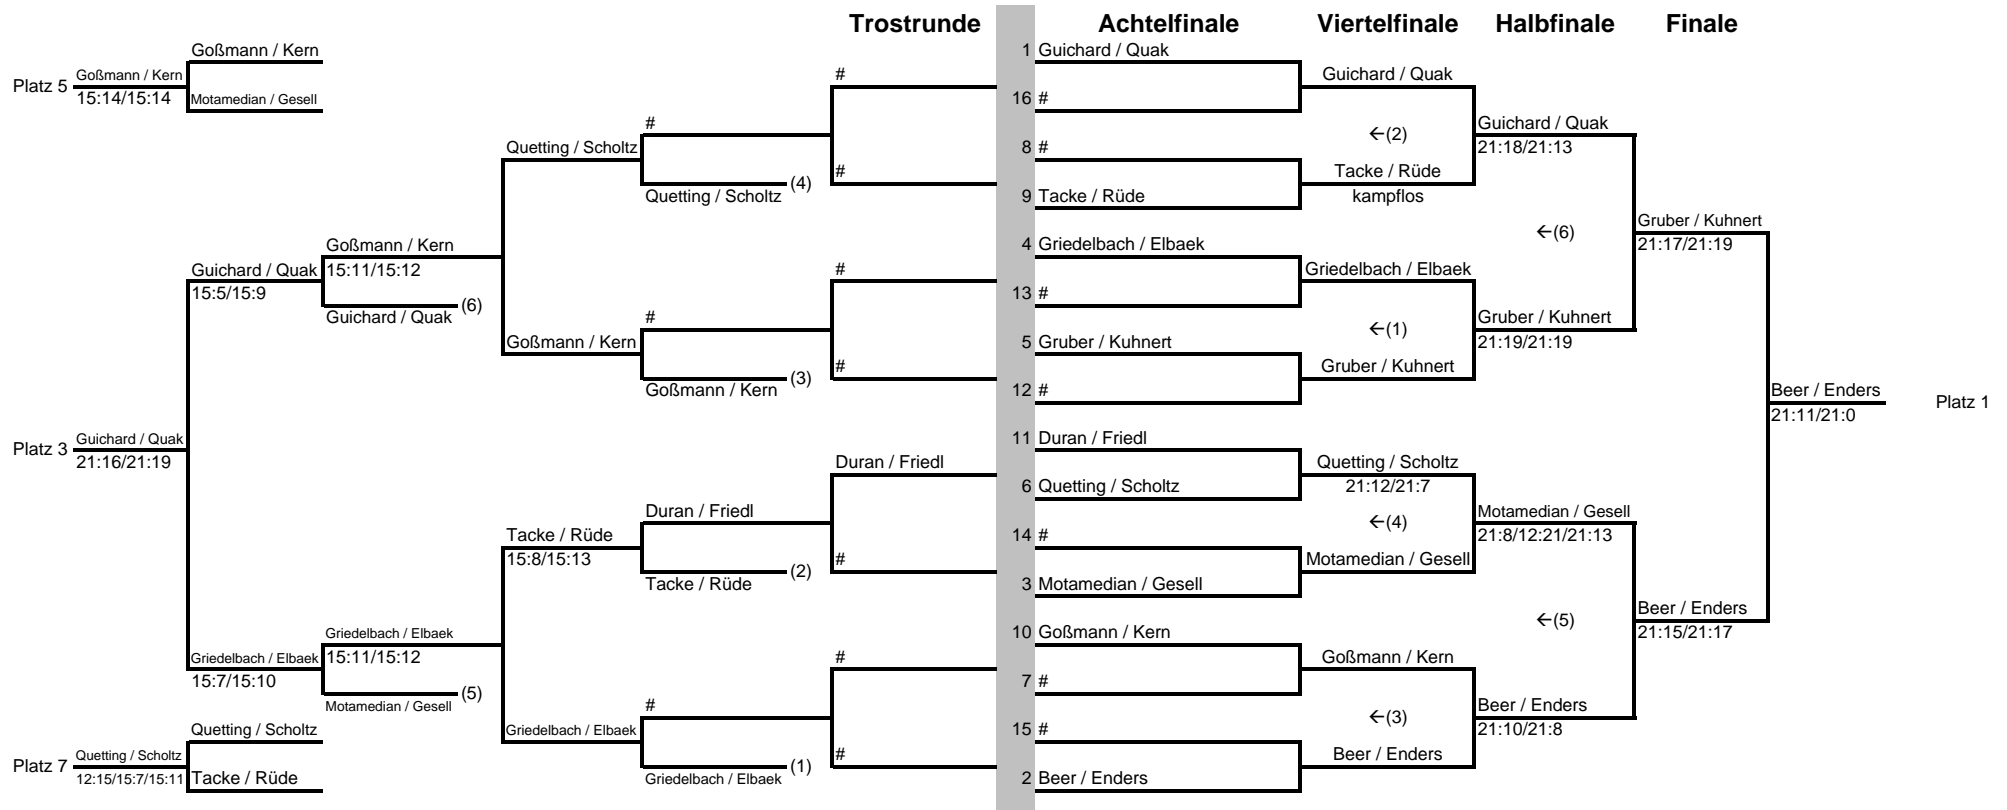 Trostrunde Achtelfinale Viertelfinale Halbfinale Finale
Goßmann / Kern 1 Guichard / Quak
Platz 5 Goßmann / Kern # Guichard / Quak
15:14/15:14 Motamedian / Gesell 16 #
# Guichard / Quak
←(2)
Quetting / Scholtz 8 # 21:18/21:13
# Tacke / Rüde
(4)
Quetting / Scholtz 9 Tacke / Rüde kampflos
Gruber / Kuhnert
←(6)
Goßmann / Kern 4 Griedelbach / Elbaek 21:17/21:19
Guichard / Quak 15:11/15:12 # Griedelbach / Elbaek
15:5/15:9 13 #
(6)
Guichard / Quak # Gruber / Kuhnert
←(1)
Goßmann / Kern 5 Gruber / Kuhnert 21:19/21:19
# Gruber / Kuhnert
(3)
Goßmann / Kern 12 # Beer / Enders
Platz 1
21:11/21:0
Platz 3 Guichard / Quak 11 Duran / Friedl
21:16/21:19 Duran / Friedl Quetting / Scholtz
6 Quetting / Scholtz 21:12/21:7
Duran / Friedl Motamedian / Gesell
←(4)
Tacke / Rüde 14 # 21:8/12:21/21:13
15:8/15:13 # Motamedian / Gesell
(2)
Tacke / Rüde 3 Motamedian / Gesell
Beer / Enders
←(5)
Griedelbach / Elbaek 10 Goßmann / Kern 21:15/21:17
Griedelbach / Elbaek 15:11/15:12 # Goßmann / Kern
15:7/15:10 7 #
(5)
Motamedian / Gesell # Beer / Enders
←(3)
Quetting / Scholtz Griedelbach / Elbaek 15 # 21:10/21:8
Platz 7 Quetting / Scholtz # Beer / Enders
(1)
12:15/15:7/15:11 Tacke / Rüde Griedelbach / Elbaek 2 Beer / Enders